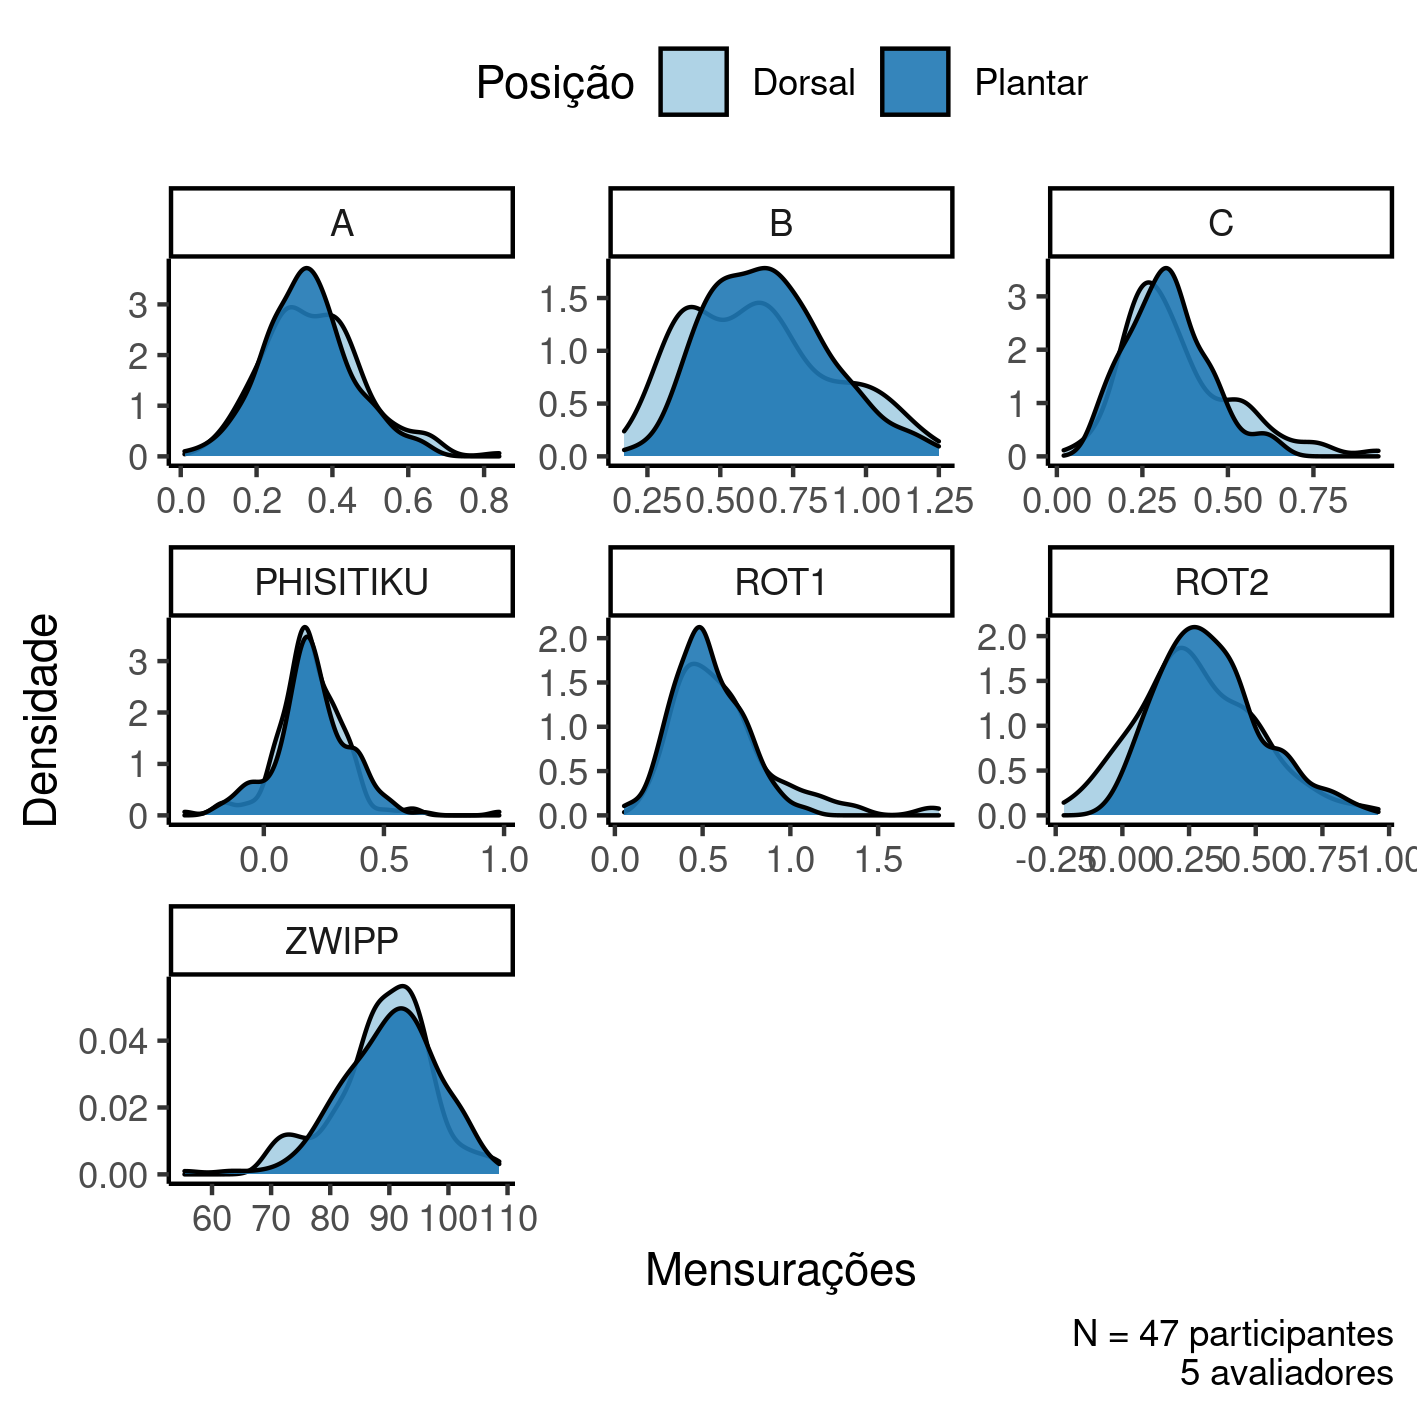 Posição Dorsal Plantar
A B C
3
2
1
0
0.0 0.2 0.4 0.6 0.8
1.5
1.0
0.5
0.0
0.25 0.50 0.75 1.00 1.25
3
2
1
0
0.00 0.25 0.50 0.75
PHISITIKU ROT1 ROT2
3
2
1
0
0.0 0.5 1.0
2.0
1.5
1.0
0.5
0.0
0.0 0.5 1.0 1.5
2.0
1.5
1.0
0.5
0.0
-0.25 0.00 0.25 0.50 0.75 1.00
Densidade
ZWIPP
0.04
0.02
0.00
60 70 80 90 100 110
Mensurações
N = 47 participantes
5 avaliadores